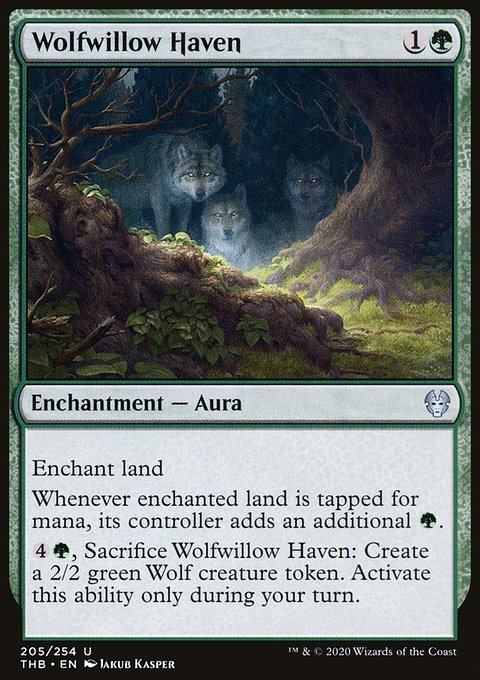 Wolfwillow Haven 1
Enchantment — Aura
Enchant land
Whenever enchanted land is tapped for
mana, its controller adds an additional .
4 , Sacrifice Wolfwillow Haven: Create
a 2/2 green Wolf creature token. Activate
this ability only during your turn.
205/254 U
THB • EN Jakub Kasper
™ & © 2020 Wizards of the Coast